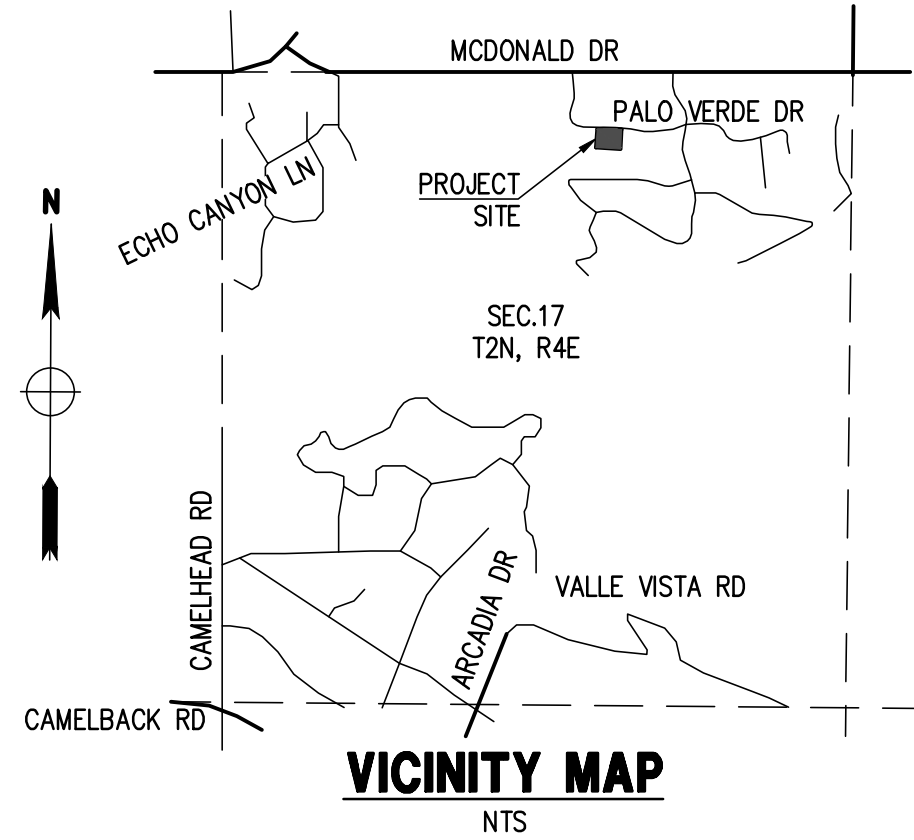 MCDONALD DR
PALO VERDE DR
PROJECT
SITE
ECHO CANYON LN
N
SEC.17
T2N, R4E
CAMELHEAD RD
ARCADIA DR
VALLE VISTA RD
CAMELBACK RD
VICINITY MAP
NTS